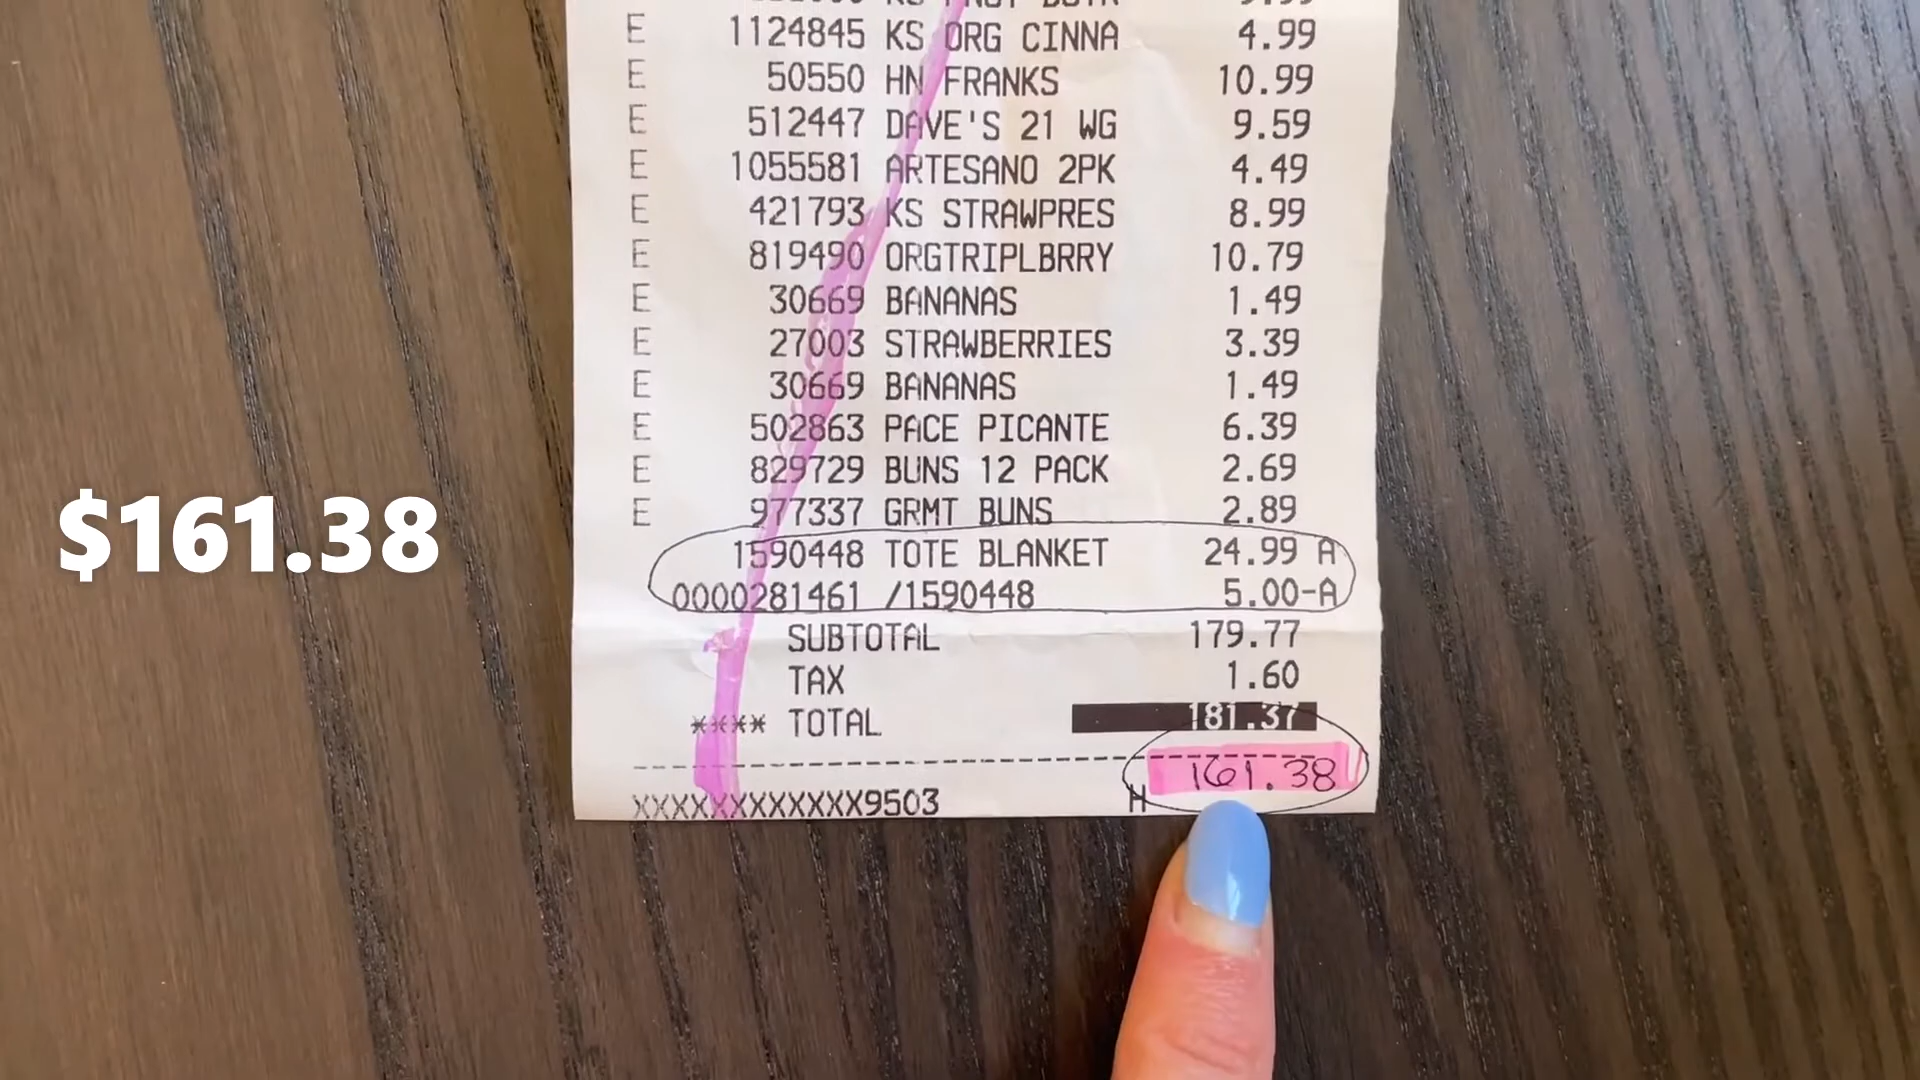 E 1124845 KS ORG CINNA 4.99
E 50550 HN FRANKS 10.99
E 512447 DAVE'S 21 WG 9.59
E 1055581 ARTESANO 2PK 4.49
E 421793 KS STRAWPRES 8.99
E 819490 ORGTRIPLBRRY 10.79
E 30669 BANANAS 1.49
E 27003 STRAWBERRIES 3.39
E 30669 BANANAS 1.49
E 502863 PACE PICANTE 6.39
E 829729 BUNS 12 PACK 2.69
E 977337 GRMT BUNS 2.89
$161.38
1590448 TOTE BLANKET 24.99 A
0000281461 /1590448 5.00-A
SUBTOTAL 179.77
TAX 1.60
**** TOTAL 181.37
161.38
XXXXXXXXXXXX9503 H